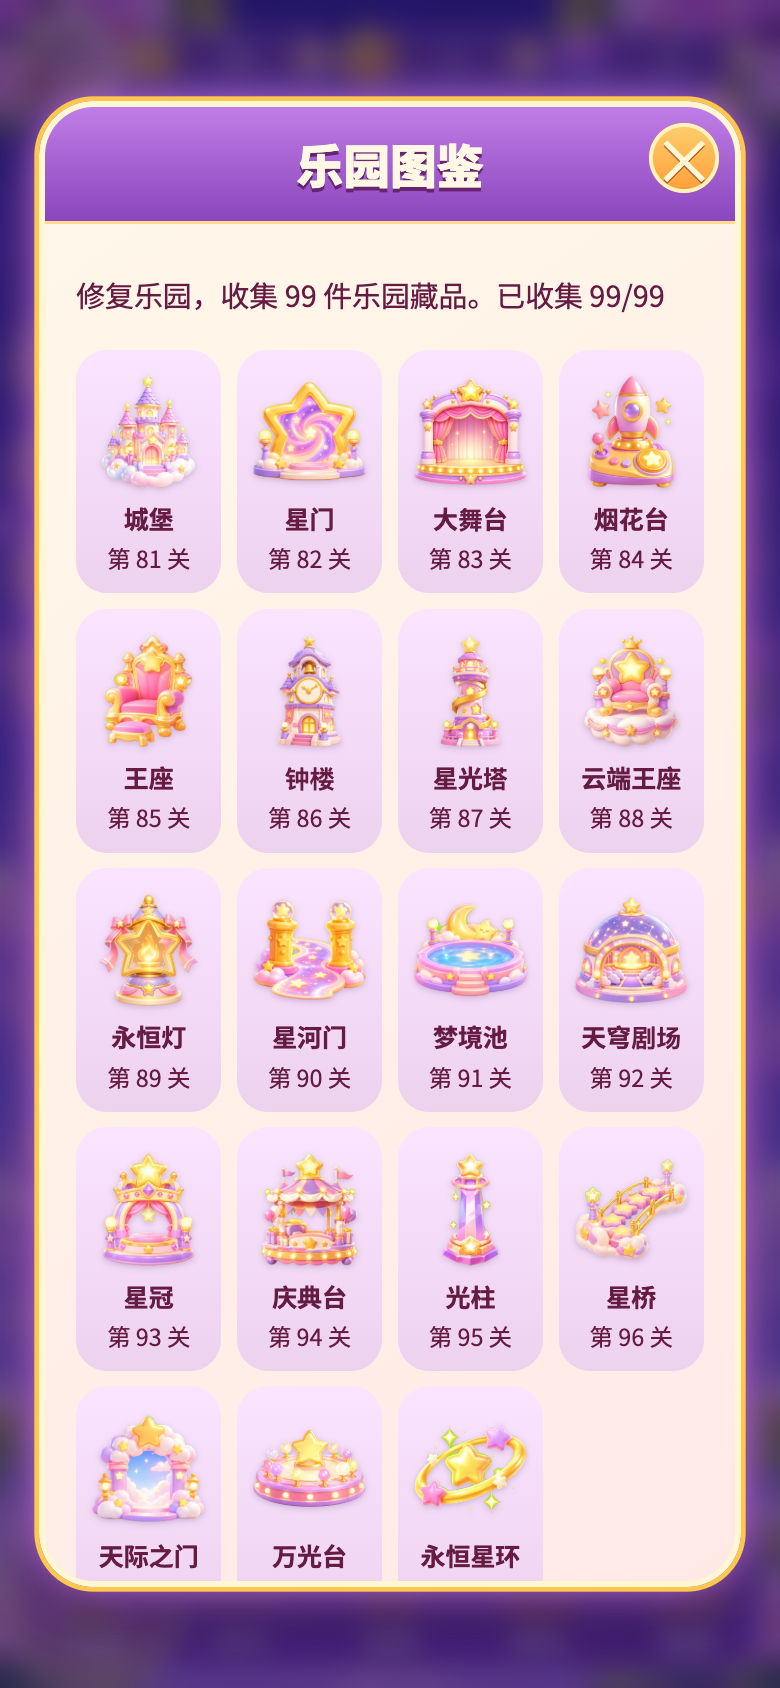 乐园图鉴
修复乐园，收集 99 件乐园藏品。已收集 99/99
城堡 星门 大舞台 烟花台
第 81 关 第 82 关 第 83 关 第 84 关
王座 钟楼 星光塔 云端王座
第 85 关 第 86 关 第 87 关 第 88 关
永恒灯 星河门 梦境池 天穹剧场
第 89 关 第 90 关 第 91 关 第 92 关
星冠 庆典台 光柱 星桥
第 93 关 第 94 关 第 95 关 第 96 关
天际之门 万光台 永恒星环